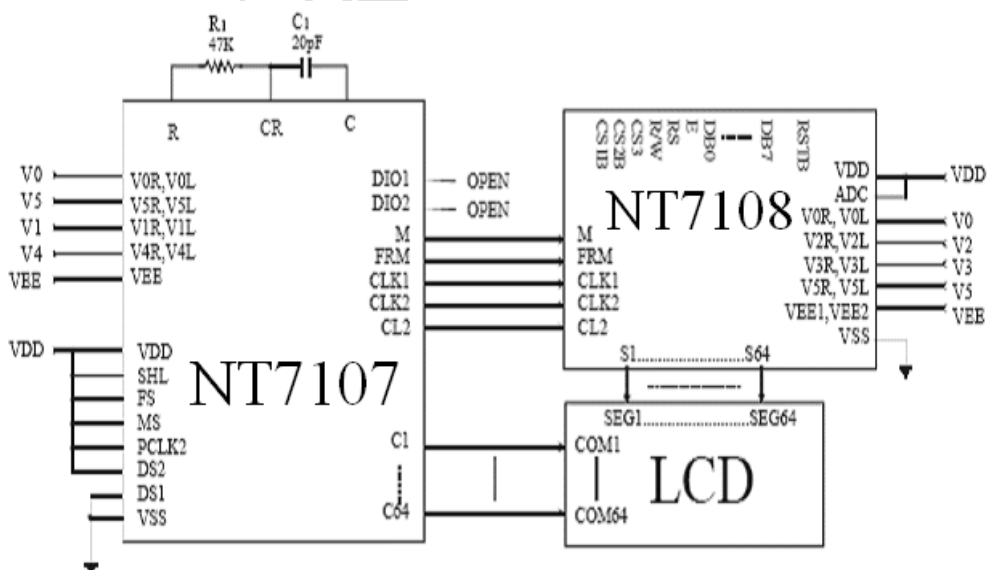 R1
47K
C1
20pF
R
CR
C
V0
V5
V1
V4
VEE
VDD
V0R,V0L
V5R,V5L
V1R,V1L
V4R,V4L
VEE
VDD
SHL
FS
MS
PCLK2
DS2
DS1
VSS
NT7107
DIO1
DIO2
M
FRM
CLK1
CLK2
CL2
C1
C64
OPEN
OPEN
CS1B
CS2B
CS3
R/W
RS
E
DB0
DB7
RSTB
NT7108
M
FRM
CLK1
CLK2
CL2
VDD
ADC
V0R, V0L
V2R, V2L
V3R, V3L
V5R, V5L
VEE1,VEE2
VSS
VDD
V0
V2
V3
V5
VEE
S1......................S64
SEG1......................SEG64
COM1
COM64
LCD